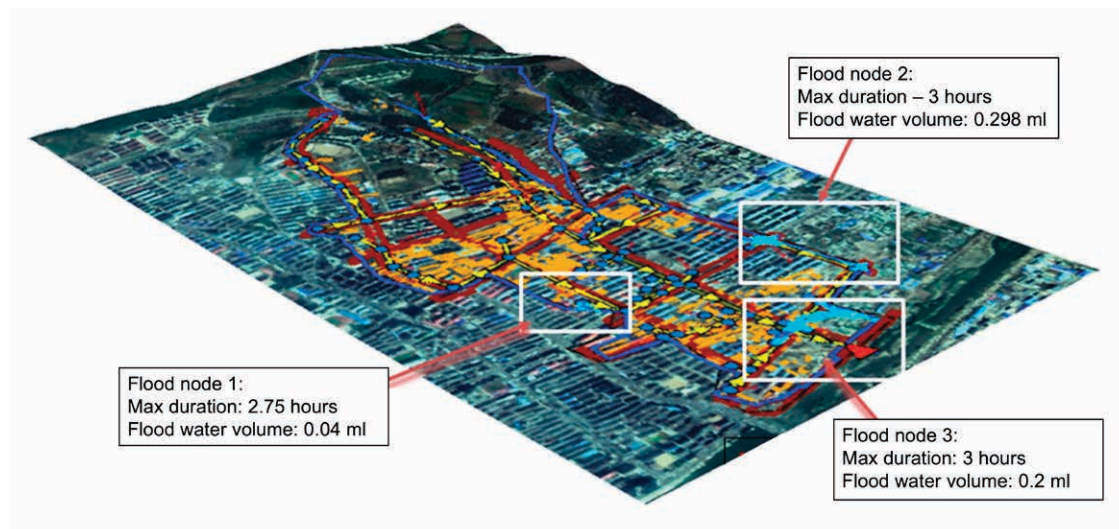 Flood node 2:
Max duration – 3 hours
Flood water volume: 0.298 ml
Flood node 1:
Max duration: 2.75 hours
Flood water volume: 0.04 ml
Flood node 3:
Max duration: 3 hours
Flood water volume: 0.2 ml